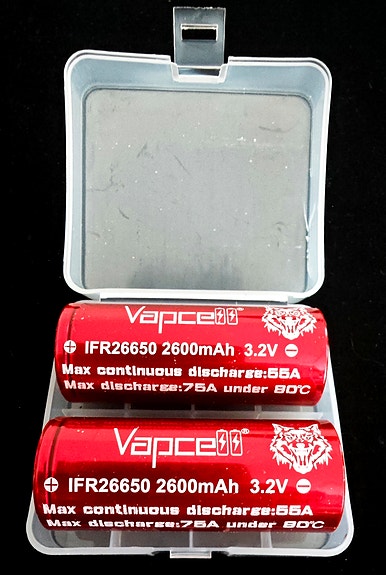 Vapcell®
⊕ IFR26650 2600mAh 3.2V ⊖
Max continuous discharge:55A
Max discharge:75A under 80℃
Vapcell®
⊕ IFR26650 2600mAh 3.2V ⊖
Max continuous discharge:55A
Max discharge:75A under 80℃